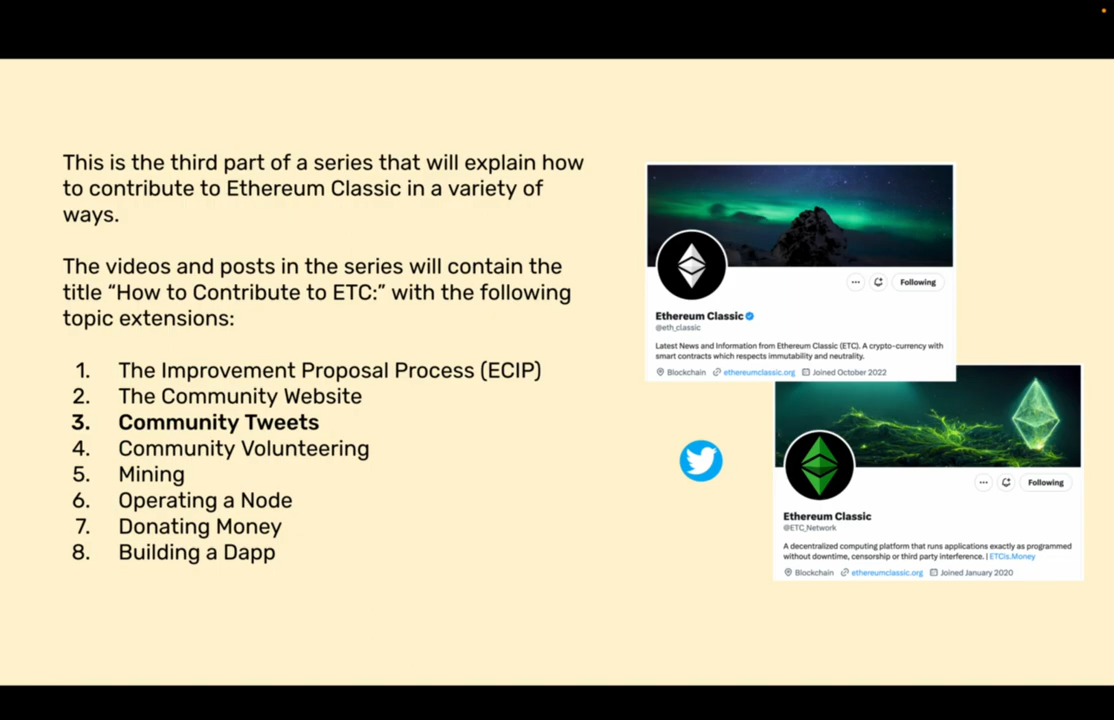 This is the third part of a series that will explain how
to contribute to Ethereum Classic in a variety of
ways.
The videos and posts in the series will contain the
title “How to Contribute to ETC:” with the following
topic extensions:
1. The Improvement Proposal Process (ECIP)
2. The Community Website
3. Community Tweets
4. Community Volunteering
5. Mining
6. Operating a Node
7. Donating Money
8. Building a Dapp
Following
Ethereum Classic
@eth_classic
Latest News and Information from Ethereum Classic (ETC). A crypto-currency with
smart contracts which respects immutability and neutrality.
Blockchain ethereumclassic.org Joined October 2022
Following
Ethereum Classic
@ETC_Network
A decentralized computing platform that runs applications exactly as programmed
without downtime, censorship or third party interference. | ETCis.Money
Blockchain ethereumclassic.org Joined January 2020